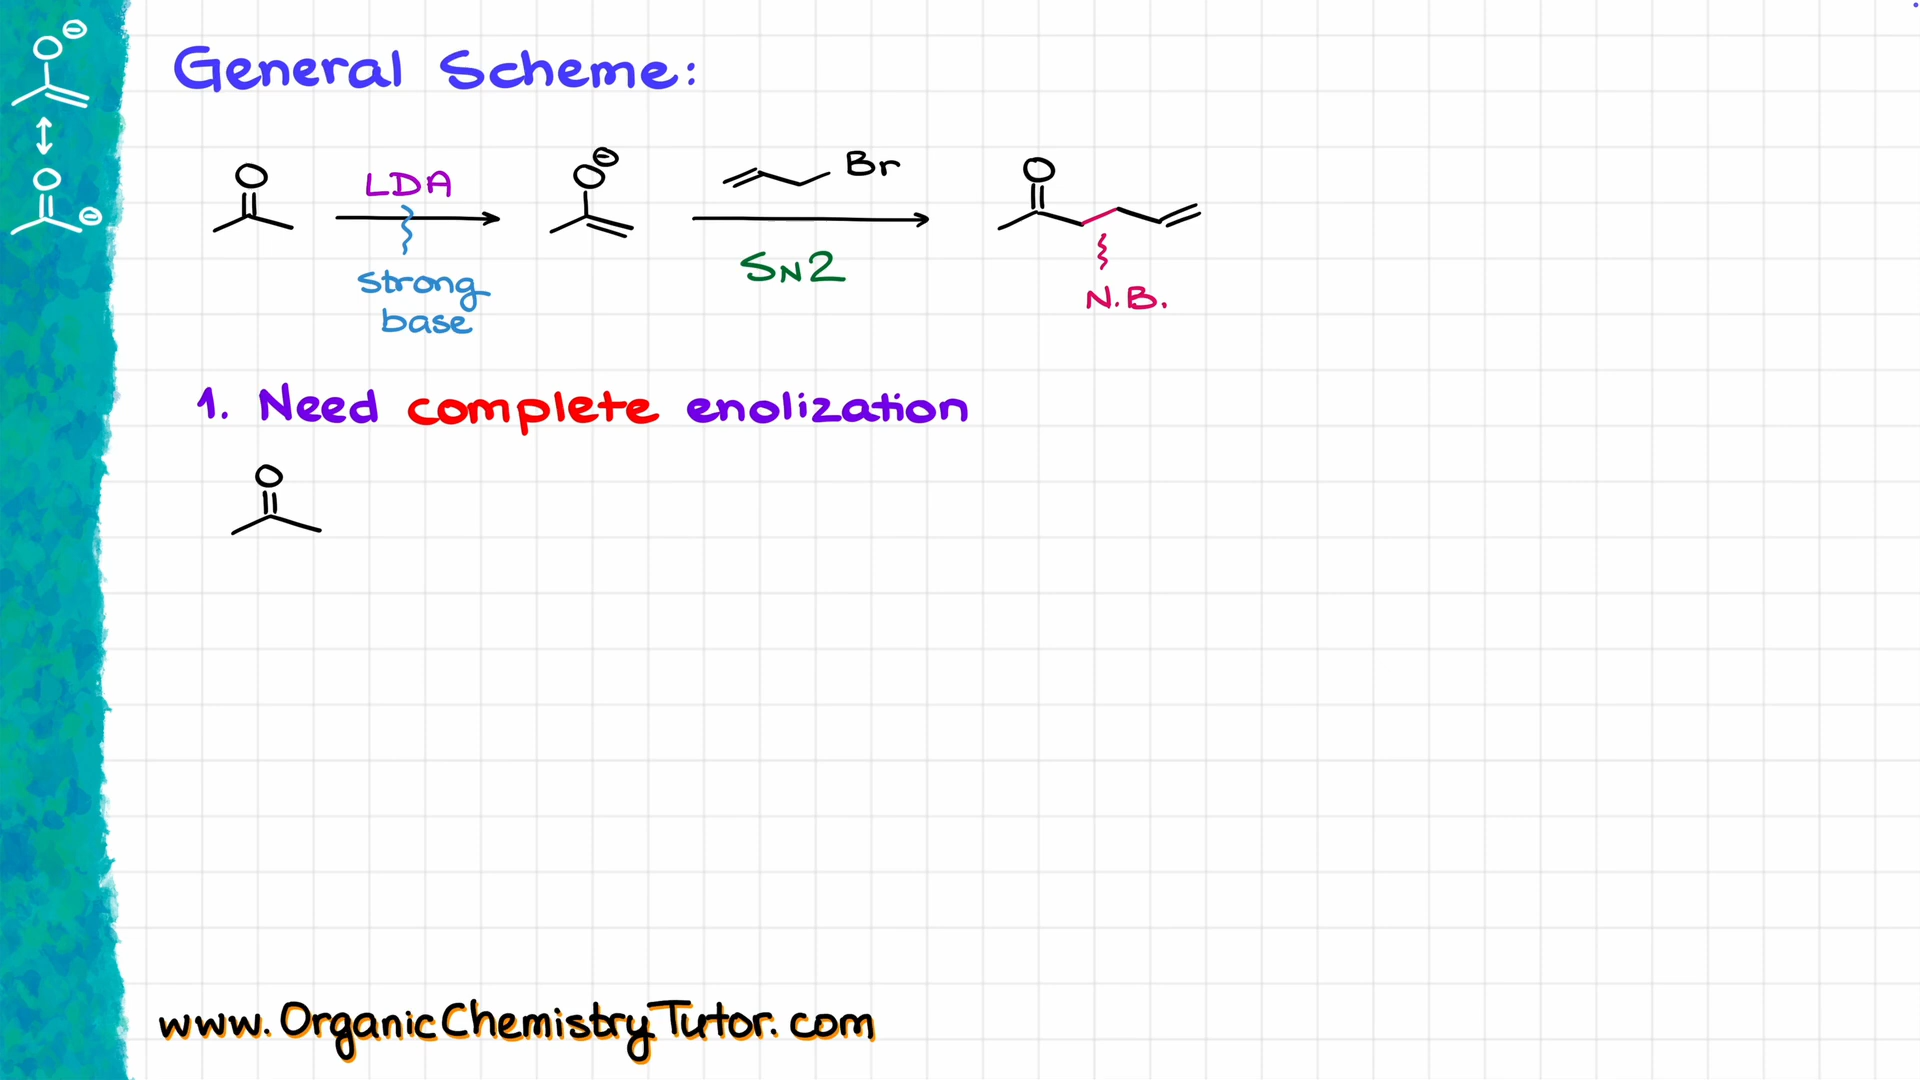 General Scheme:
O LDA O⊖ Br O
strong base
SN2
N.B.
1. Need complete enolization
O
www.OrganicChemistryTutor.com
O⊖
O
⊖